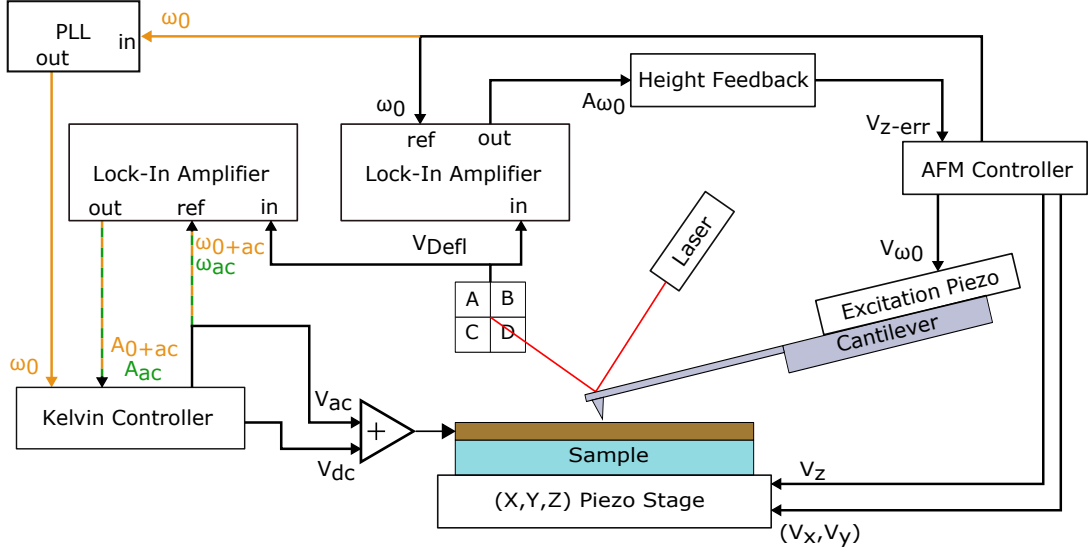 PLL
in
out
ω0
ω0
ref
out
Lock-In Amplifier
in
Aω0
Height Feedback
Vz-err
AFM Controller
Lock-In Amplifier
out
ref
in
ω0+ac
ωac
VDefl
A
B
C
D
Laser
Vω0
Excitation Piezo
Cantilever
A0+ac
Aac
ω0
Kelvin Controller
Vac
Vdc
+
Sample
(X,Y,Z) Piezo Stage
Vz
(Vx,Vy)